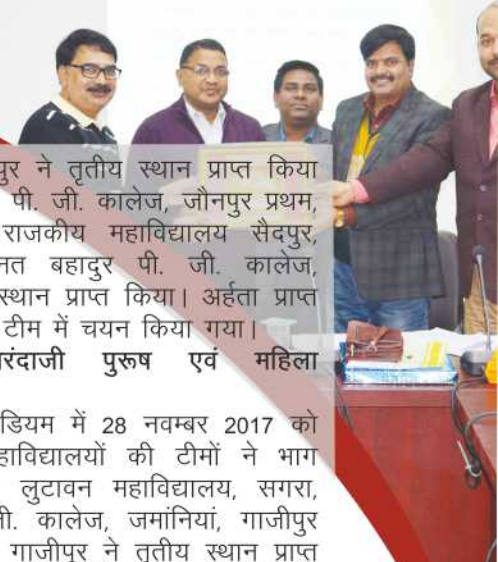 पुर ने तृतीय स्थान प्राप्त किया
पी. जी. कालेज, जौनपुर प्रथम,
राजकीय महाविद्यालय सैदपुर,
नत बहादुर पी. जी. कालेज,
स्थान प्राप्त किया। अर्हता प्राप्त
टीम में चयन किया गया।
रंदाजी पुरूष एवं महिला
डियम में 28 नवम्बर 2017 को
हाविद्यालयों की टीमों ने भाग
लुटावन महाविद्यालय, सगरा,
जी. कालेज, जमांनियां, गाजीपुर
गाजीपुर ने तृतीय स्थान प्राप्त